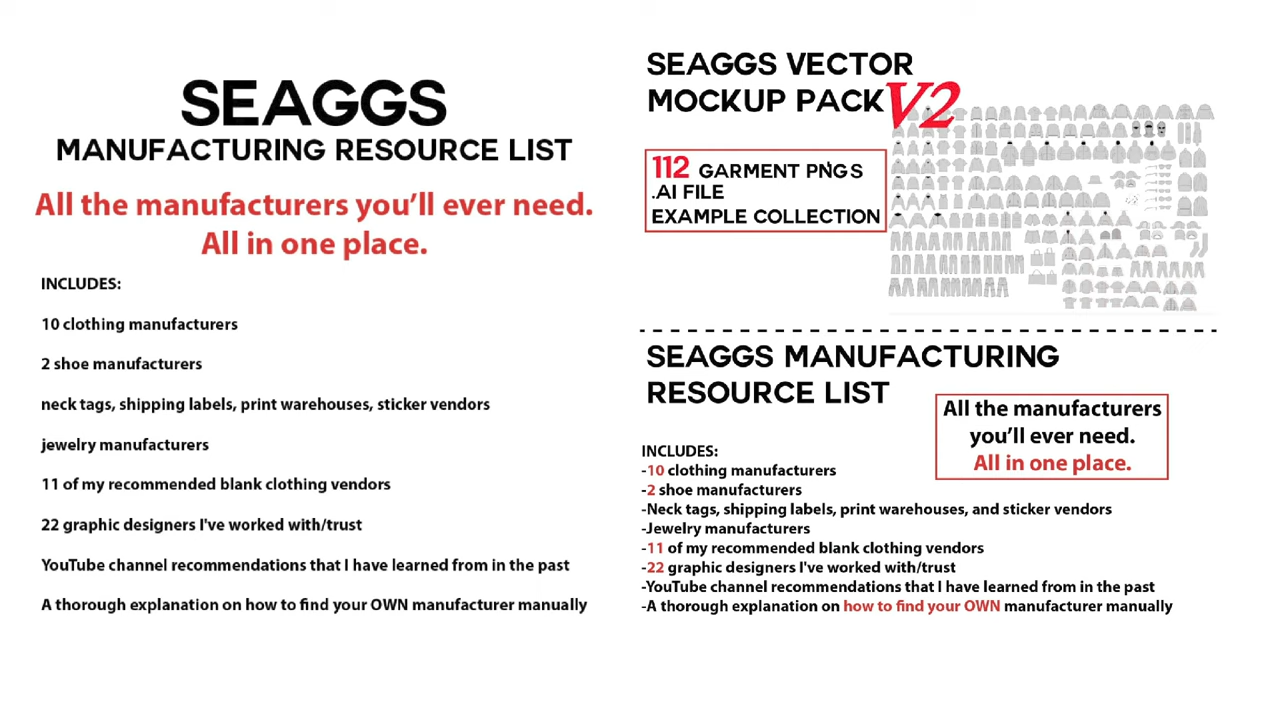 SEAGGS
MANUFACTURING RESOURCE LIST
All the manufacturers you’ll ever need.
All in one place.
INCLUDES:
10 clothing manufacturers
2 shoe manufacturers
neck tags, shipping labels, print warehouses, sticker vendors
jewelry manufacturers
11 of my recommended blank clothing vendors
22 graphic designers I've worked with/trust
YouTube channel recommendations that I have learned from in the past
A thorough explanation on how to find your OWN manufacturer manually
SEAGGS VECTOR
MOCKUP PACK V2
112 GARMENT PNG'S
.AI FILE
EXAMPLE COLLECTION
SEAGGS MANUFACTURING
RESOURCE LIST
All the manufacturers
you’ll ever need.
All in one place.
INCLUDES:
-10 clothing manufacturers
-2 shoe manufacturers
-Neck tags, shipping labels, print warehouses, and sticker vendors
-Jewelry manufacturers
-11 of my recommended blank clothing vendors
-22 graphic designers I've worked with/trust
-YouTube channel recommendations that I have learned from in the past
-A thorough explanation on how to find your OWN manufacturer manually